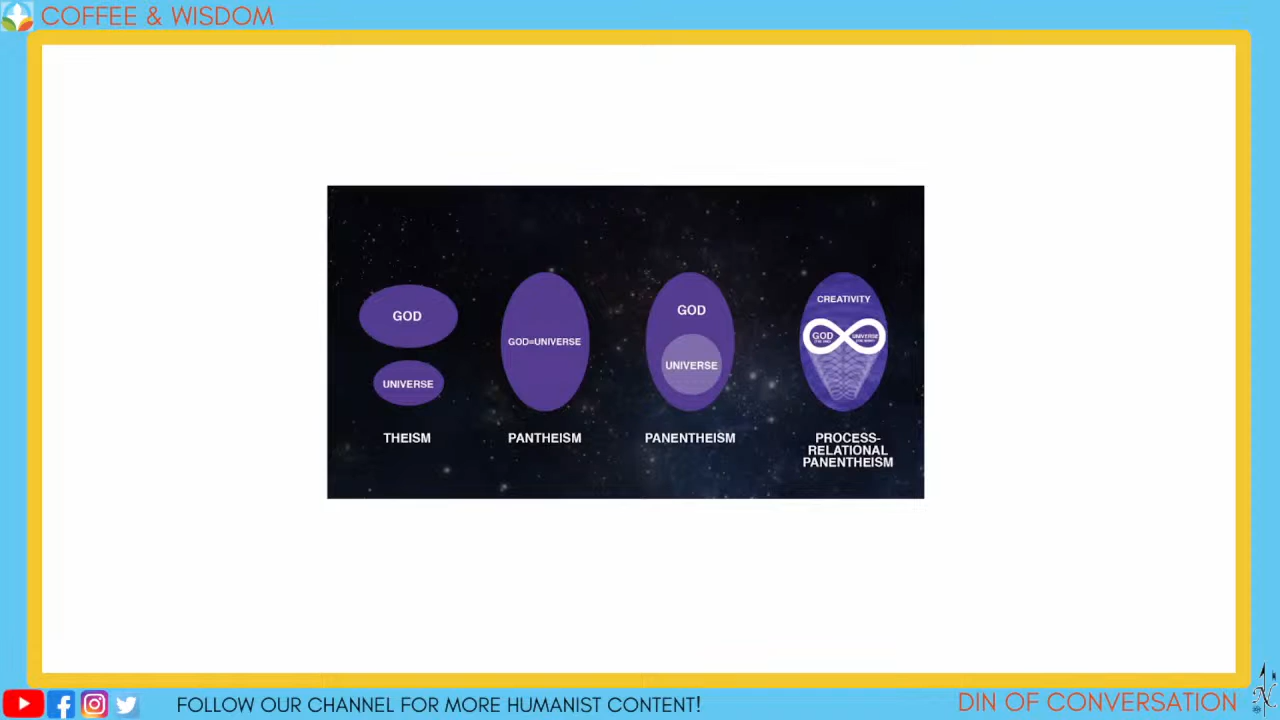 COFFEE & WISDOM
GOD
UNIVERSE
THEISM
GOD=UNIVERSE
PANTHEISM
GOD
UNIVERSE
PANENTHEISM
CREATIVITY
GOD
UNIVERSE
PROCESS-
RELATIONAL
PANENTHEISM
FOLLOW OUR CHANNEL FOR MORE HUMANIST CONTENT!
DIN OF CONVERSATION